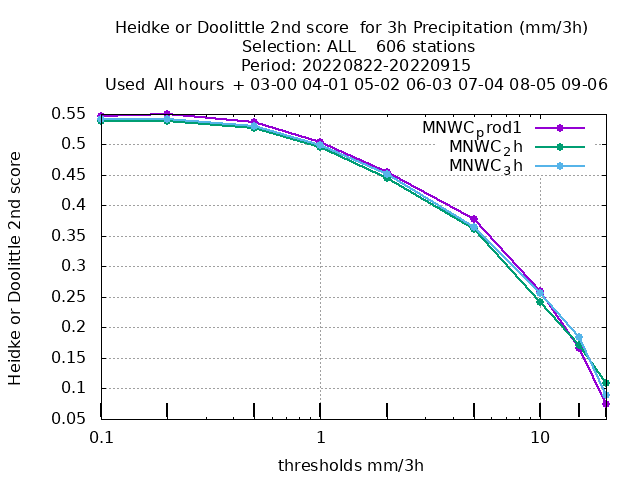 Heidke or Doolittle 2nd score  for 3h Precipitation (mm/3h)
Selection: ALL    606 stations
Period: 20220822-20220915
Used  All hours  + 03-00 04-01 05-02 06-03 07-04 08-05 09-06
MNWCprod1
MNWC2h
MNWC3h
0.55
0.5
0.45
0.4
0.35
0.3
0.25
0.2
0.15
0.1
0.05
Heidke or Doolittle 2nd score
0.1 1 10
thresholds mm/3h